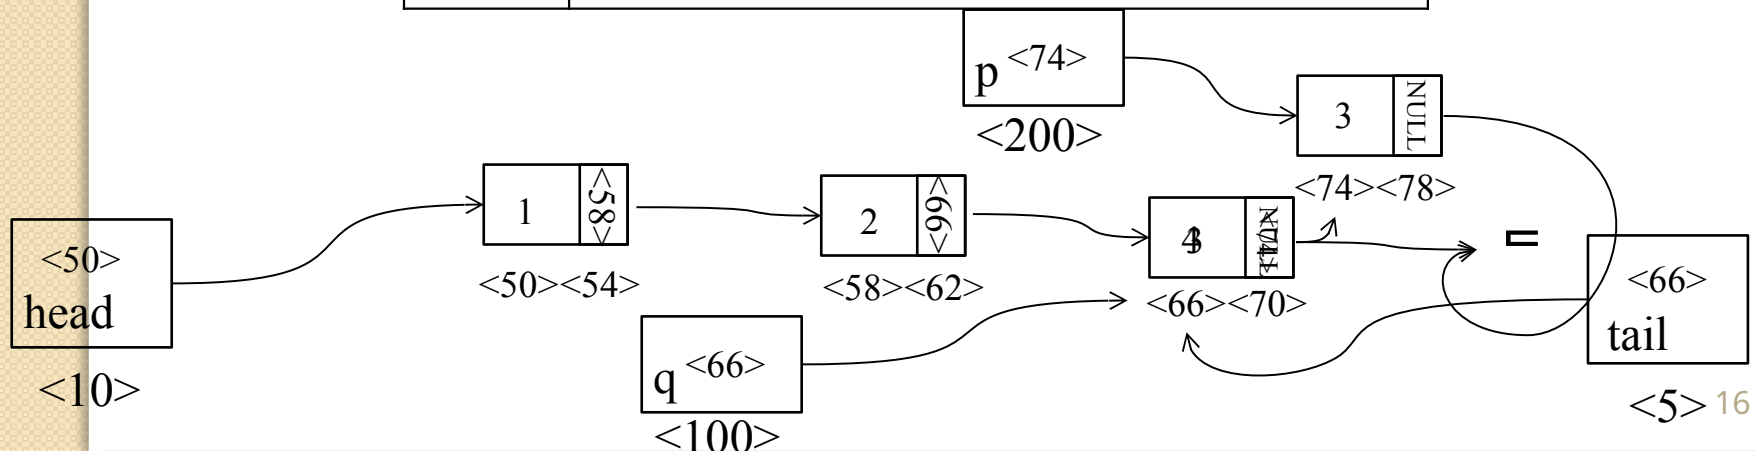 p <74>
<200>
3 NULL
<74><78>
1 <58>
<50><54>
2 <66>
<58><62>
<66><70>
<50>
head
<10>
q <66>
<100>
<66>
tail
<5>
16